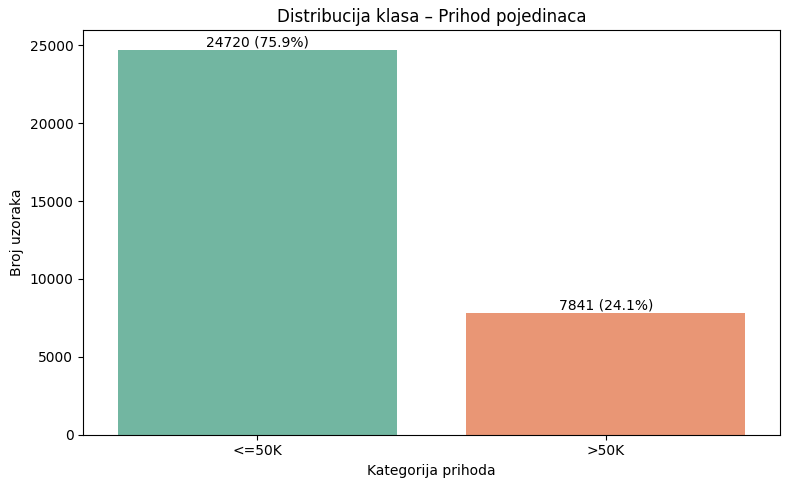 Distribucija klasa – Prihod pojedinaca
24720 (75.9%)
7841 (24.1%)
25000
20000
15000
10000
5000
0
Broj uzoraka
<=50K
>50K
Kategorija prihoda